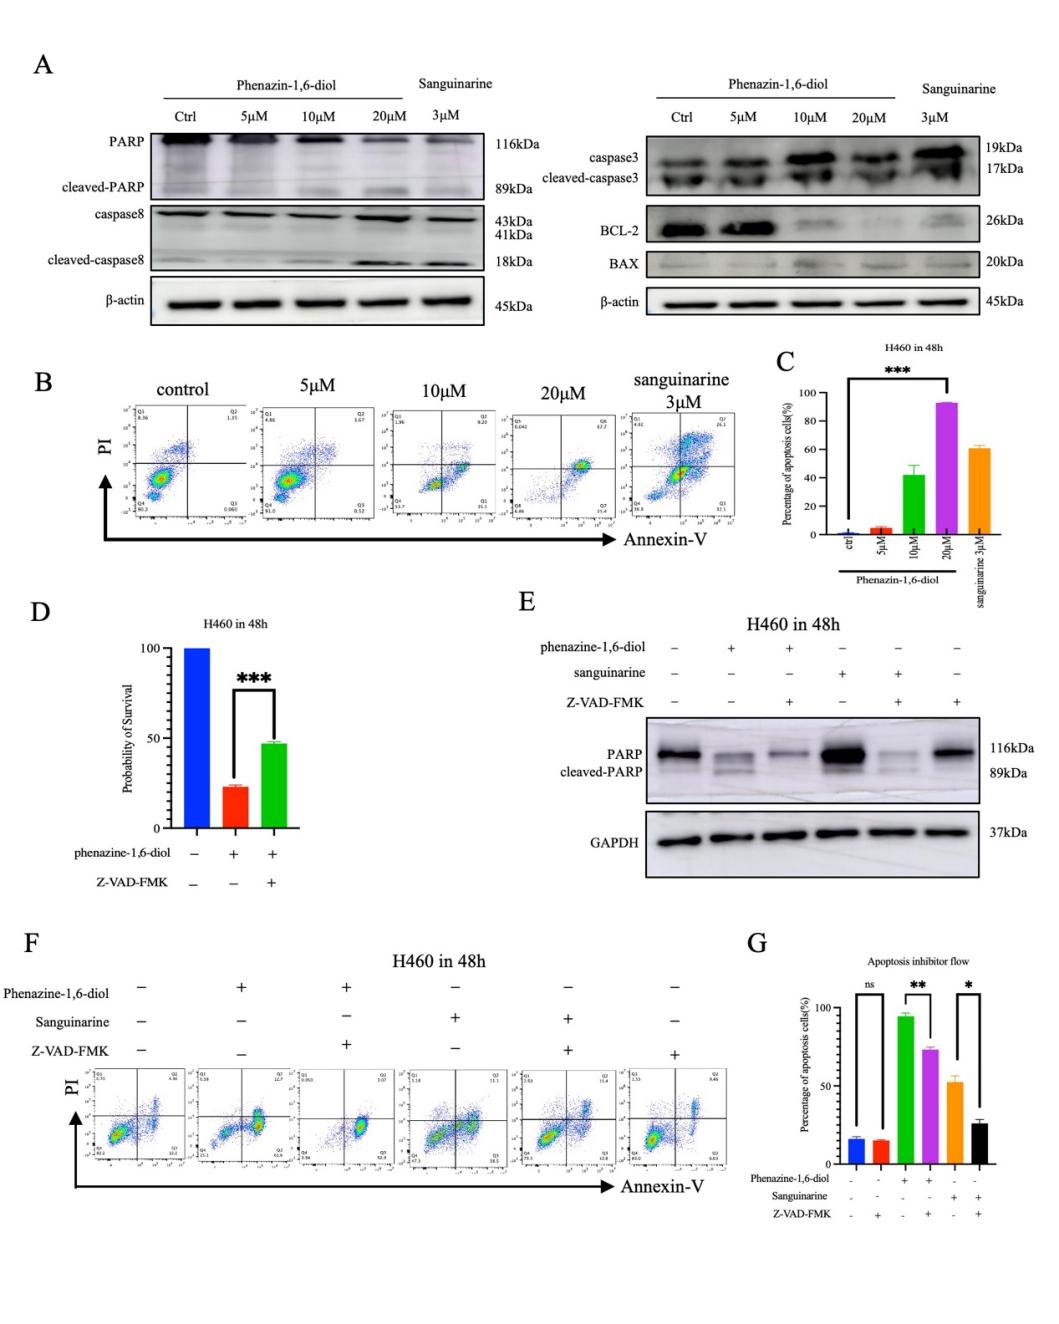 A
Phenazin-1,6-diol
Sanguinarine
Ctrl 5μM 10μM 20μM 3μM
PARP 116kDa
cleaved-PARP 89kDa
caspase8 43kDa
41kDa
cleaved-caspase8 18kDa
β-actin 45kDa
Phenazin-1,6-diol
Sanguinarine
Ctrl 5μM 10μM 20μM 3μM
caspase3 19kDa
cleaved-caspase3 17kDa
BCL-2 26kDa
BAX 20kDa
β-actin 45kDa
B
control 5μM 10μM 20μM sanguinarine
3μM
PI
Annexin-V
C
H460 in 48h
***
Percentage of apoptosis cells(%)
100
80
60
40
20
0
ctrl 5μM 10μM 20μM sanguinarine 3μM
Phenazin-1,6-diol
D
H460 in 48h
***
Probability of Survival
100
50
0
phenazine-1,6-diol − + +
Z-VAD-FMK − − +
E
H460 in 48h
phenazine-1,6-diol − + + − − −
sanguinarine − − − + + −
Z-VAD-FMK − − + − + +
PARP 116kDa
cleaved-PARP 89kDa
GAPDH 37kDa
F
H460 in 48h
Phenazine-1,6-diol − + + − − −
Sanguinarine − − − + + −
Z-VAD-FMK − − + − + +
PI
Annexin-V
G
Apoptosis inhibitor flow
ns ** *
Percentage of apoptosis cells(%)
100
50
0
Phenazine-1,6-diol - - + + - -
Sanguinarine - - - - + +
Z-VAD-FMK - + - + - +